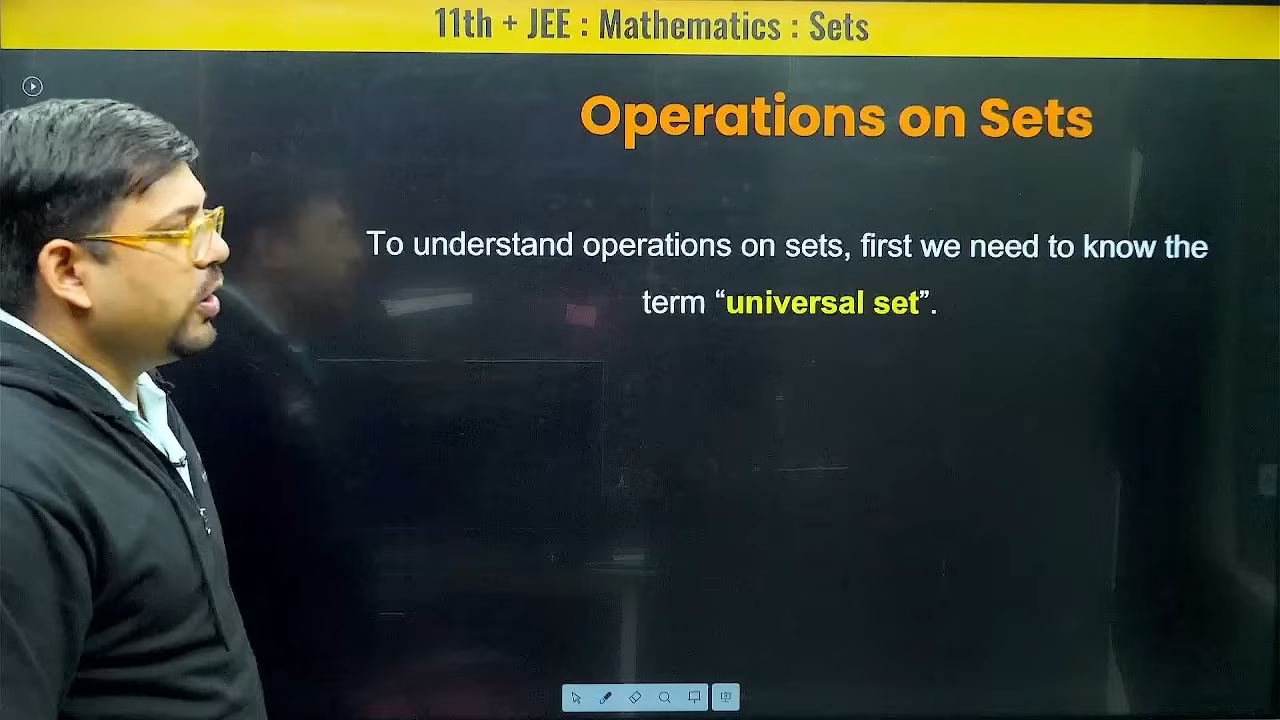 11th + JEE : Mathematics : Sets
Operations on Sets
To understand operations on sets, first we need to know the
term “universal set”.